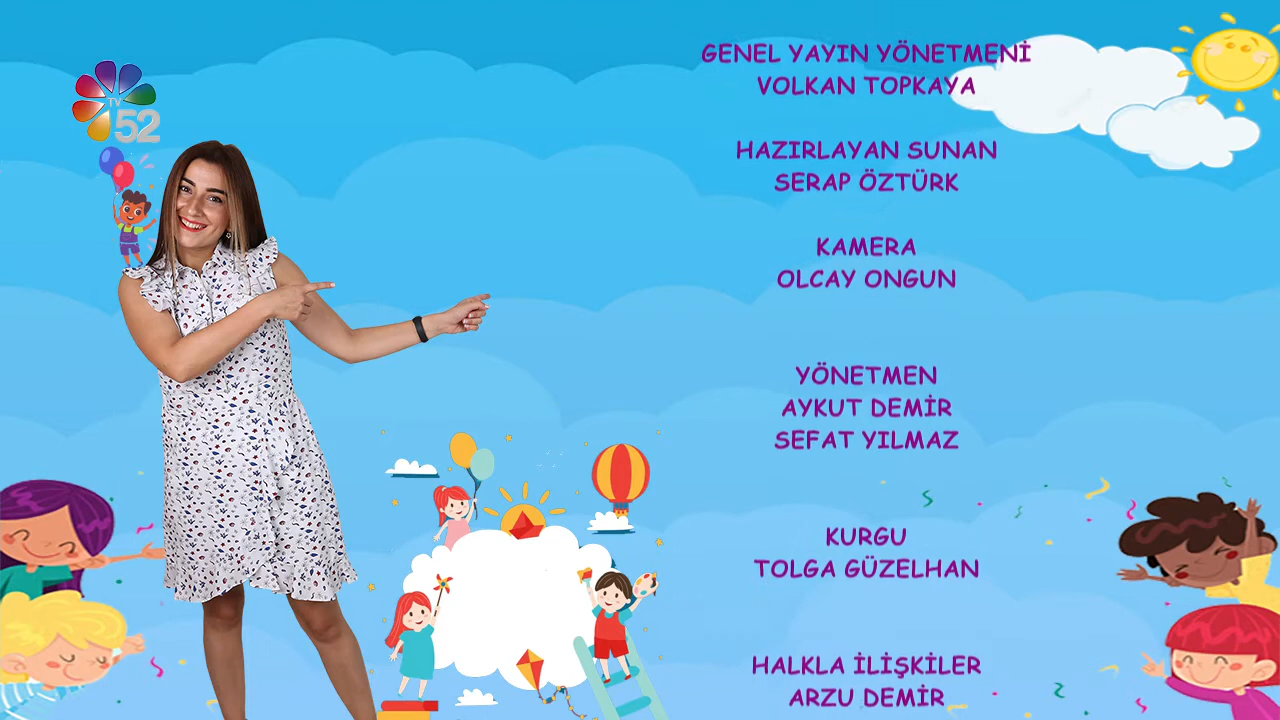 TV
52
GENEL YAYIN YÖNETMENİ
VOLKAN TOPKAYA
HAZIRLAYAN SUNAN
SERAP ÖZTÜRK
KAMERA
OLCAY ONGUN
YÖNETMEN
AYKUT DEMİR
SEFAT YILMAZ
KURGU
TOLGA GÜZELHAN
HALKLA İLİŞKİLER
ARZU DEMİR